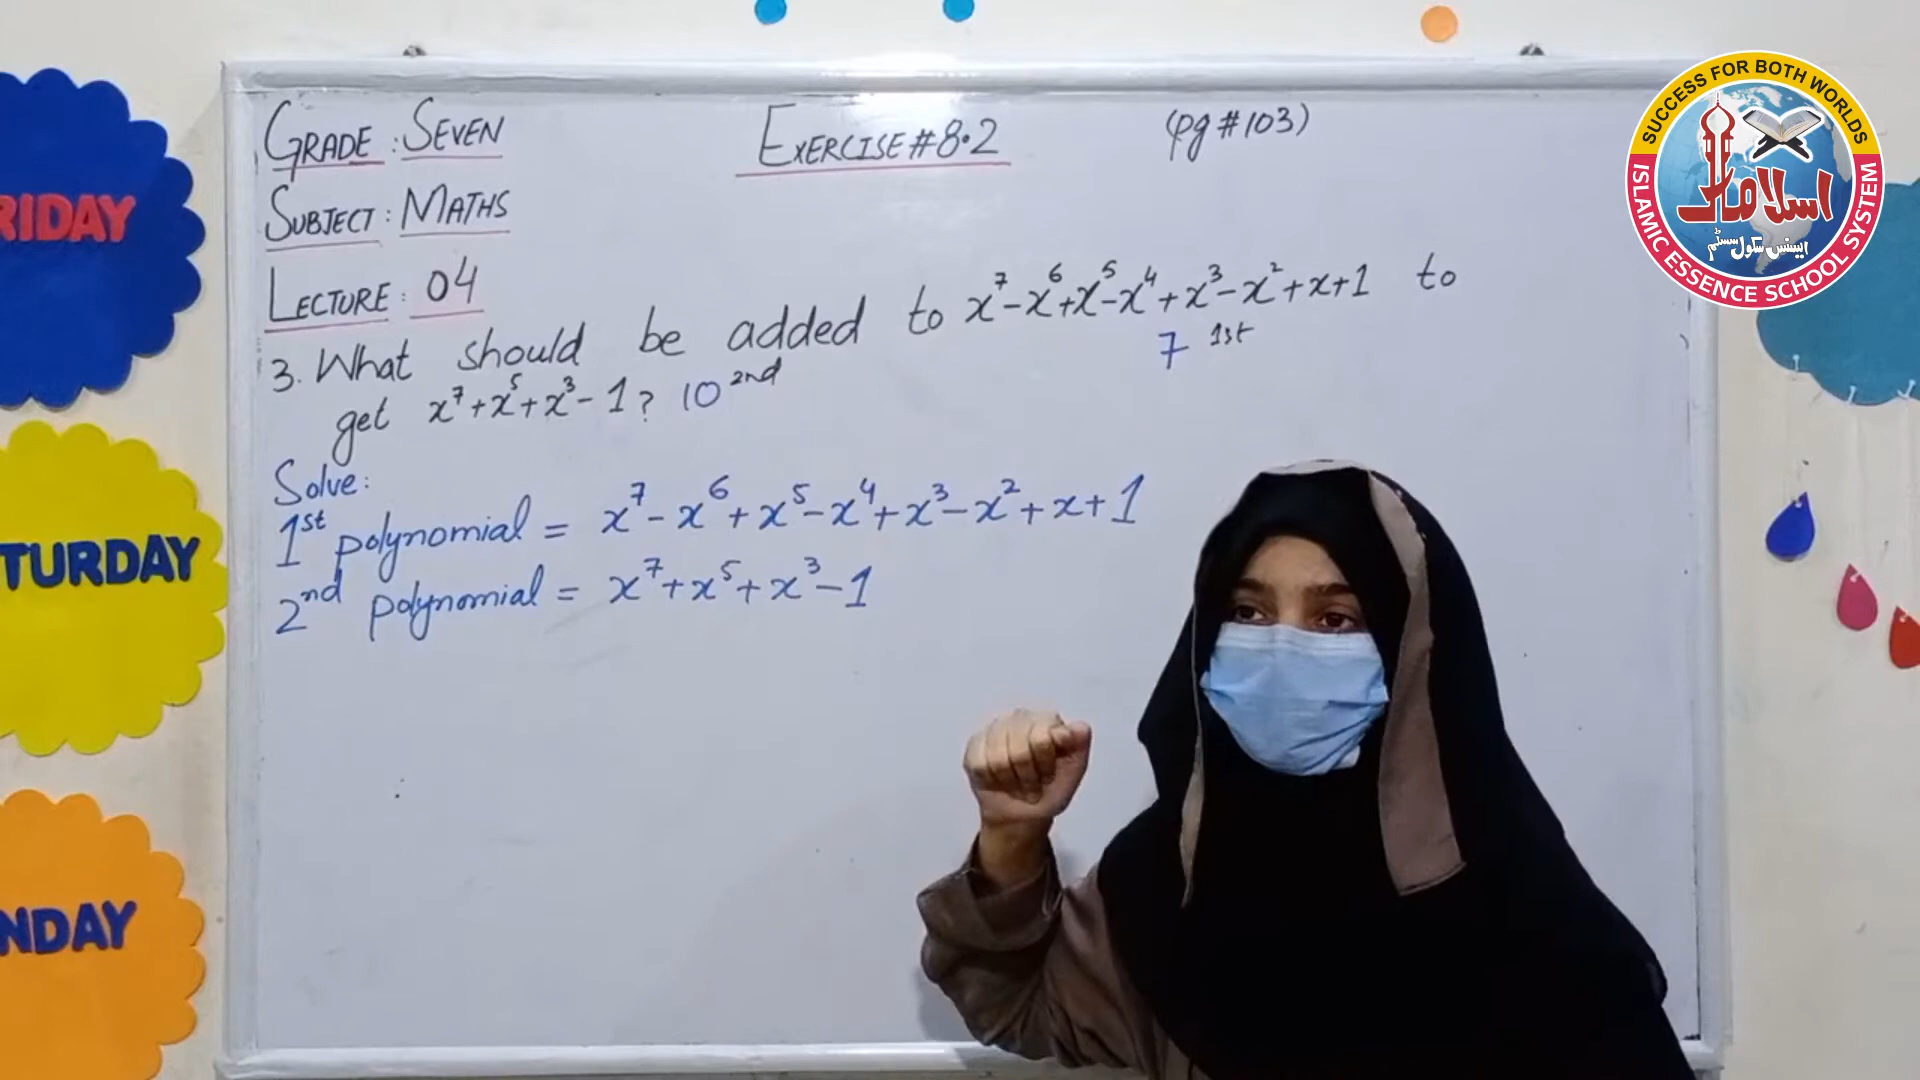 GRADE: SEVEN
EXERCISE #8.2
(pg #103)
SUBJECT: MATHS
LECTURE: 04
3. What should be added to x⁷-x⁶+x⁵-x⁴+x³-x²+x+1 to
7 1st
get x⁷+x⁵+x³-1? 10 2nd
Solve:
1st polynomial = x⁷-x⁶+x⁵-x⁴+x³-x²+x+1
2nd polynomial = x⁷+x⁵+x³-1
RIDAY
TURDAY
NDAY
SUCCESS FOR BOTH WORLDS
اسلامک
ایسنس سکول سسٹم
ISLAMIC ESSENCE SCHOOL SYSTEM